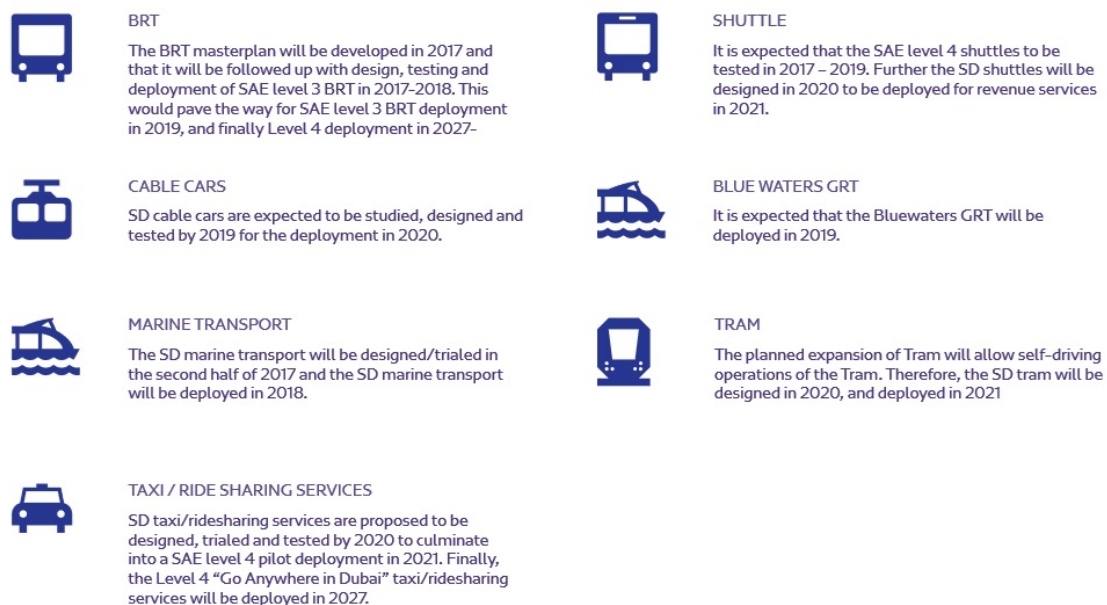 BRT
The BRT masterplan will be developed in 2017 and
that it will be followed up with design, testing and
deployment of SAE level 3 BRT in 2017-2018. This
would pave the way for SAE level 3 BRT deployment
in 2019, and finally Level 4 deployment in 2027-
SHUTTLE
It is expected that the SAE level 4 shuttles to be
tested in 2017 – 2019. Further the SD shuttles will be
designed in 2020 to be deployed for revenue services
in 2021.
CABLE CARS
SD cable cars are expected to be studied, designed and
tested by 2019 for the deployment in 2020.
BLUE WATERS GRT
It is expected that the Bluewaters GRT will be
deployed in 2019.
MARINE TRANSPORT
The SD marine transport will be designed/trialed in
the second half of 2017 and the SD marine transport
will be deployed in 2018.
TRAM
The planned expansion of Tram will allow self-driving
operations of the Tram. Therefore, the SD tram will be
designed in 2020, and deployed in 2021
TAXI / RIDE SHARING SERVICES
SD taxi/ridesharing services are proposed to be
designed, trialed and tested by 2020 to culminate
into a SAE level 4 pilot deployment in 2021. Finally,
the Level 4 “Go Anywhere in Dubai” taxi/ridesharing
services will be deployed in 2027.